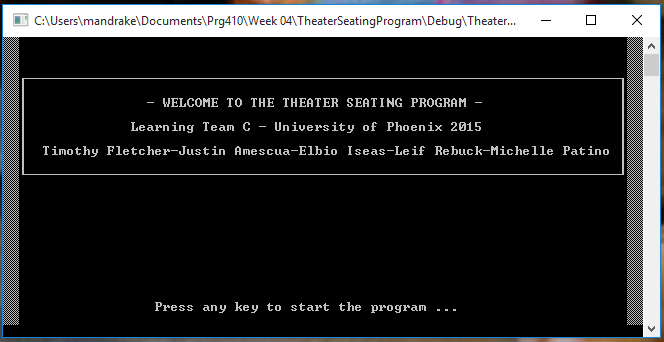 C:\Users\mandrake\Documents\Prg410\Week 04\TheaterSeatingProgram\Debug\Theater...
- WELCOME TO THE THEATER SEATING PROGRAM -
Learning Team C - University of Phoenix 2015
Timothy Fletcher-Justin Amescua-Elbio Iseas-Leif Rebuck-Michelle Patino
Press any key to start the program ...